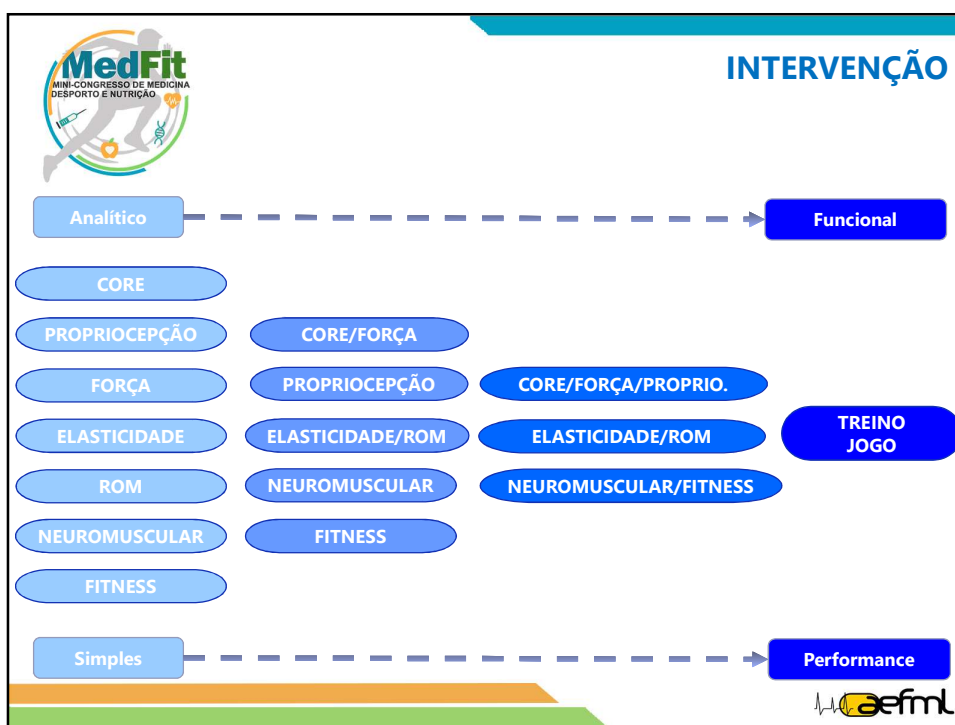 MedFit
MINI-CONGRESSO DE MEDICINA
DESPORTO E NUTRIÇÃO
INTERVENÇÃO
Analítico
Funcional
CORE
PROPRIOCEPÇÃO
CORE/FORÇA
FORÇA
PROPRIOCEPÇÃO
CORE/FORÇA/PROPRIO.
ELASTICIDADE
ELASTICIDADE/ROM
ELASTICIDADE/ROM
TREINO
JOGO
ROM
NEUROMUSCULAR
NEUROMUSCULAR/FITNESS
NEUROMUSCULAR
FITNESS
FITNESS
Simples
Performance
aefml